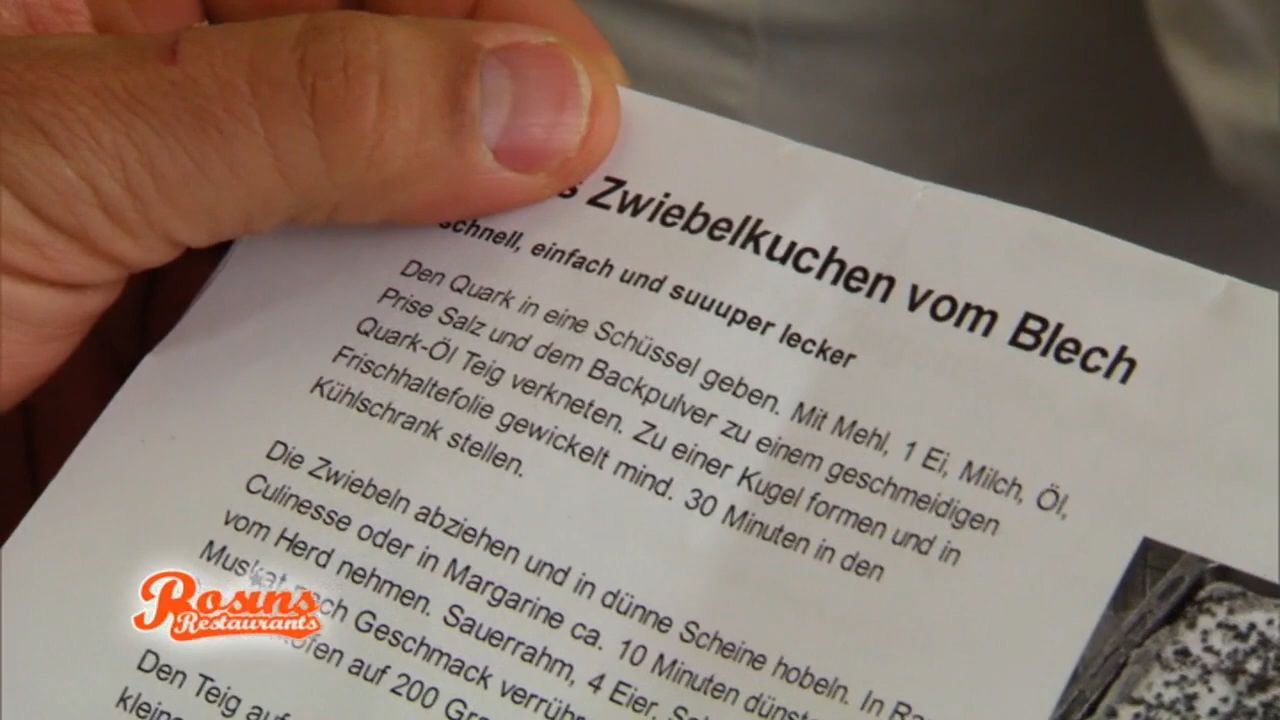 Zwiebelkuchen vom Blech
schnell, einfach und suuuper lecker
Den Quark in eine Schüssel geben. Mit Mehl, 1 Ei, Milch, Öl,
Prise Salz und dem Backpulver zu einem geschmeidigen
Quark-Öl Teig verkneten. Zu einer Kugel formen und in
Frischhaltefolie gewickelt mind. 30 Minuten in den
Kühlschrank stellen.
Die Zwiebeln abziehen und in dünne Scheine hobeln. In
Culinesse oder in Margarine ca. 10 Minuten
vom Herd nehmen. Sauerrahm, 4 Eier,
Muskat Geschmack
auf 200
Den Teig
Rosins
Restaurants